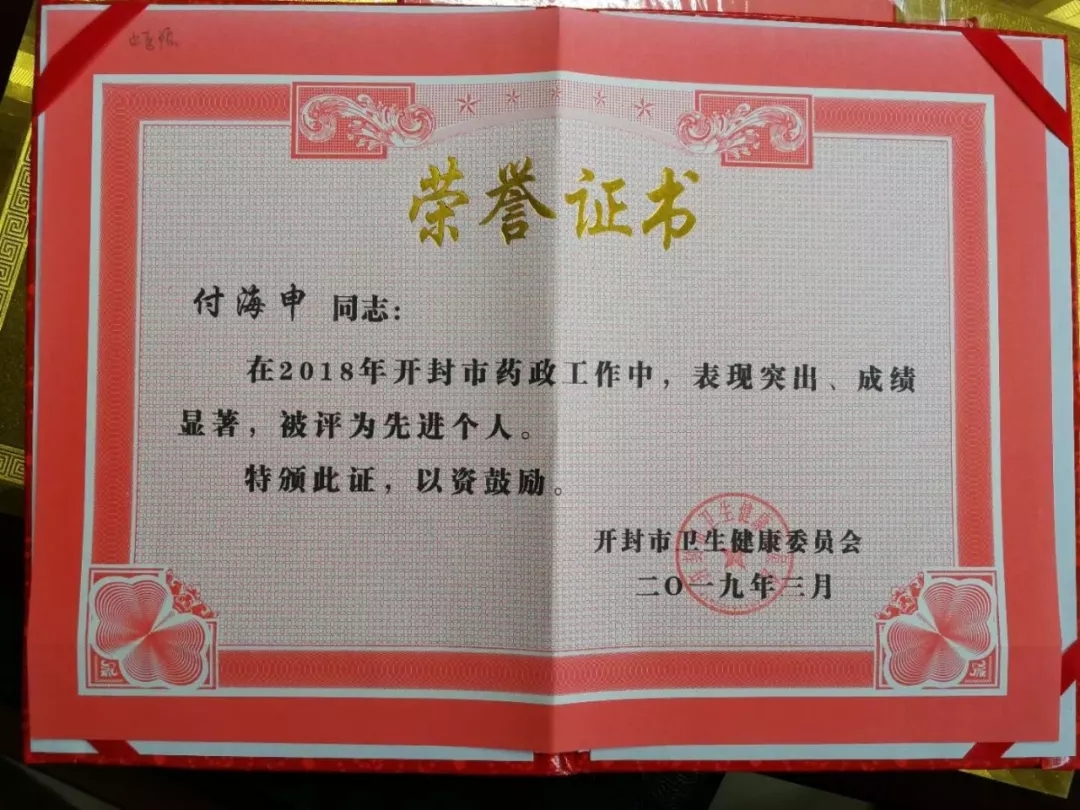 荣誉证书
付海申 同志：
在2018年开封市药政工作中，表现突出、成绩
显著，被评为先进个人。
特颁此证，以资鼓励。
开封市卫生健康委员会
二〇一九年三月